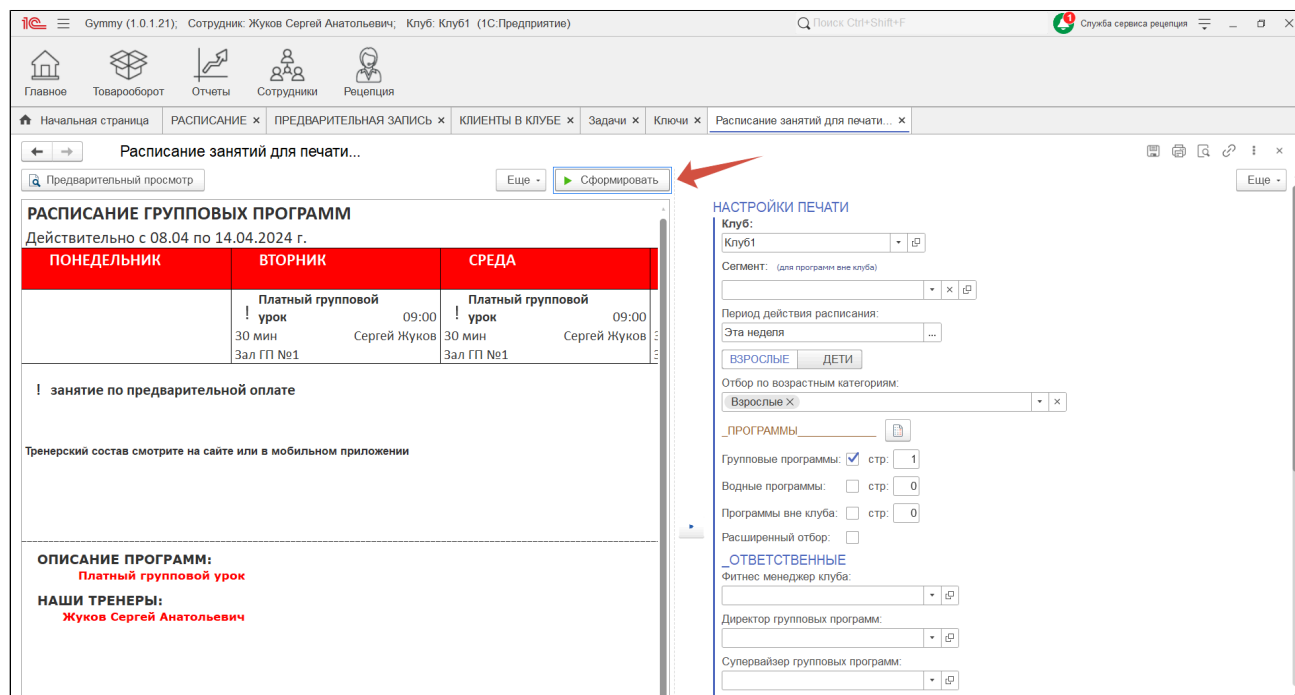 1С Gymmy (1.0.1.21); Сотрудник: Жуков Сергей Анатольевич; Клуб: Клуб1 (1С:Предприятие) Поиск Ctrl+Shift+F 1 Служба сервиса рецепция
Главное Товарооборот Отчеты Сотрудники Рецепция
Начальная страница РАСПИСАНИЕ × ПРЕДВАРИТЕЛЬНАЯ ЗАПИСЬ × КЛИЕНТЫ В КЛУБЕ × Задачи × Ключи × Расписание занятий для печати... ×
Расписание занятий для печати...
Предварительный просмотр Еще Сформировать Еще
РАСПИСАНИЕ ГРУППОВЫХ ПРОГРАММ
Действительно с 08.04 по 14.04.2024 г.
ПОНЕДЕЛЬНИК ВТОРНИК СРЕДА
Платный групповой Платный групповой
! урок 09:00 ! урок 09:00
30 мин Сергей Жуков 30 мин Сергей Жуков
Зал ГП №1 Зал ГП №1
! занятие по предварительной оплате
Тренерский состав смотрите на сайте или в мобильном приложении
ОПИСАНИЕ ПРОГРАММ:
Платный групповой урок
НАШИ ТРЕНЕРЫ:
Жуков Сергей Анатольевич
НАСТРОЙКИ ПЕЧАТИ
Клуб:
Клуб1
Сегмент: (для программ вне клуба)
Период действия расписания:
Эта неделя ...
ВЗРОСЛЫЕ ДЕТИ
Отбор по возрастным категориям:
Взрослые ×
_ПРОГРАММЫ____________
Групповые программы: стр: 1
Водные программы: стр: 0
Программы вне клуба: стр: 0
Расширенный отбор:
_ОТВЕТСТВЕННЫЕ
Фитнес менеджер клуба:
Директор групповых программ:
Супервайзер групповых программ: